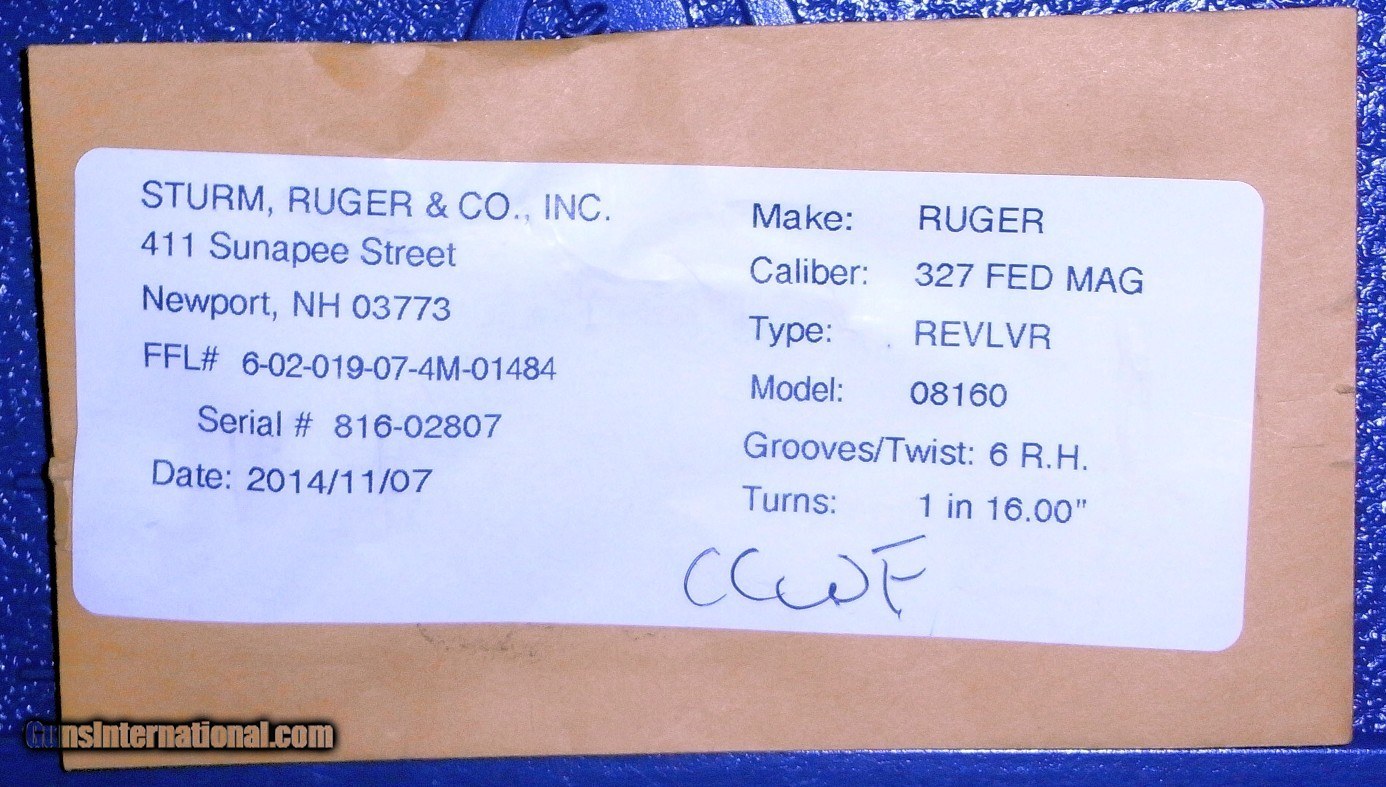 STURM, RUGER & CO., INC.
411 Sunapee Street
Newport, NH 03773
FFL# 6-02-019-07-4M-01484
Serial # 816-02807
Date: 2014/11/07
Make: RUGER
Caliber: 327 FED MAG
Type: REVLVR
Model: 08160
Grooves/Twist: 6 R.H.
Turns: 1 in 16.00"
GunsInternational.com